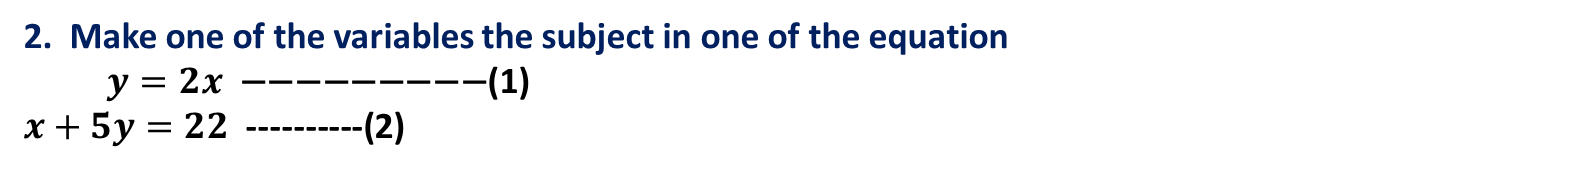 2. Make one of the variables the subject in one of the equation
y = 2x −−−−−−−−−(1)
x + 5y = 22 ----------(2)